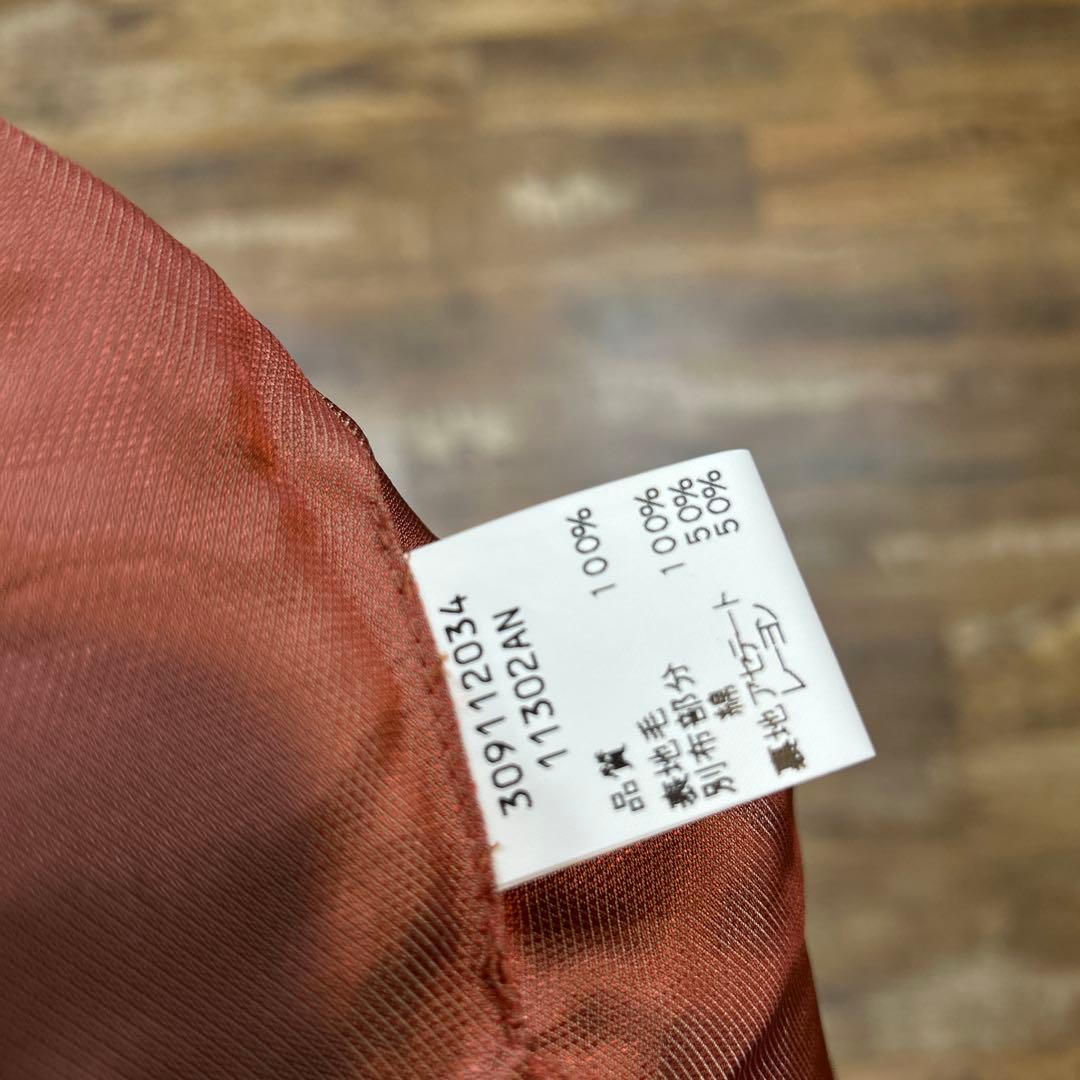 309112034
11302AN
品質
表地 毛 100%
別布部分
綿 100%
裏地 アセテート 50%
レーヨン 50%